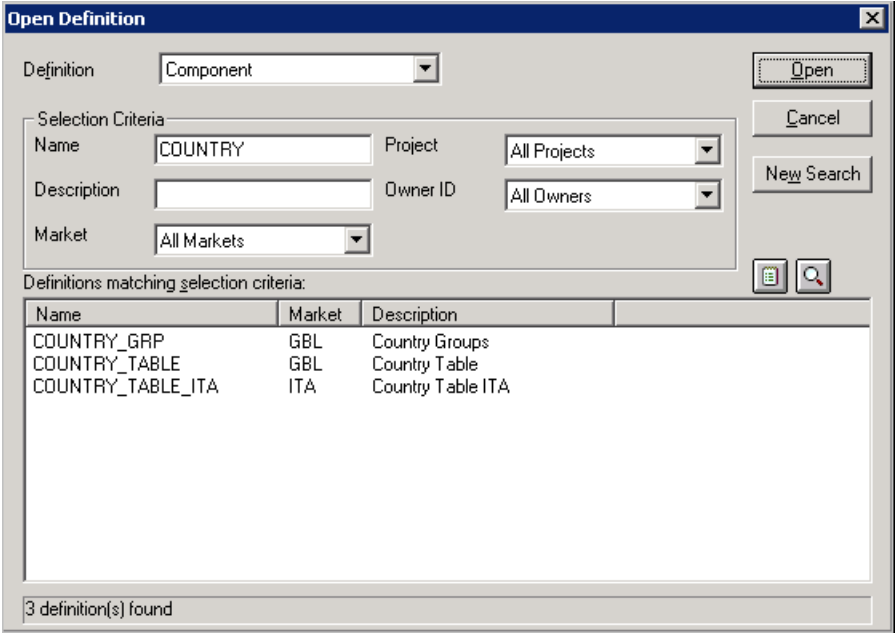 Open Definition
Definition Component Open
Selection Criteria Cancel
Name COUNTRY Project All Projects
New Search
Description Owner ID All Owners
Market All Markets
Definitions matching selection criteria:
Name Market Description
COUNTRY_GRP GBL Country Groups
COUNTRY_TABLE GBL Country Table
COUNTRY_TABLE_ITA ITA Country Table ITA
3 definition(s) found